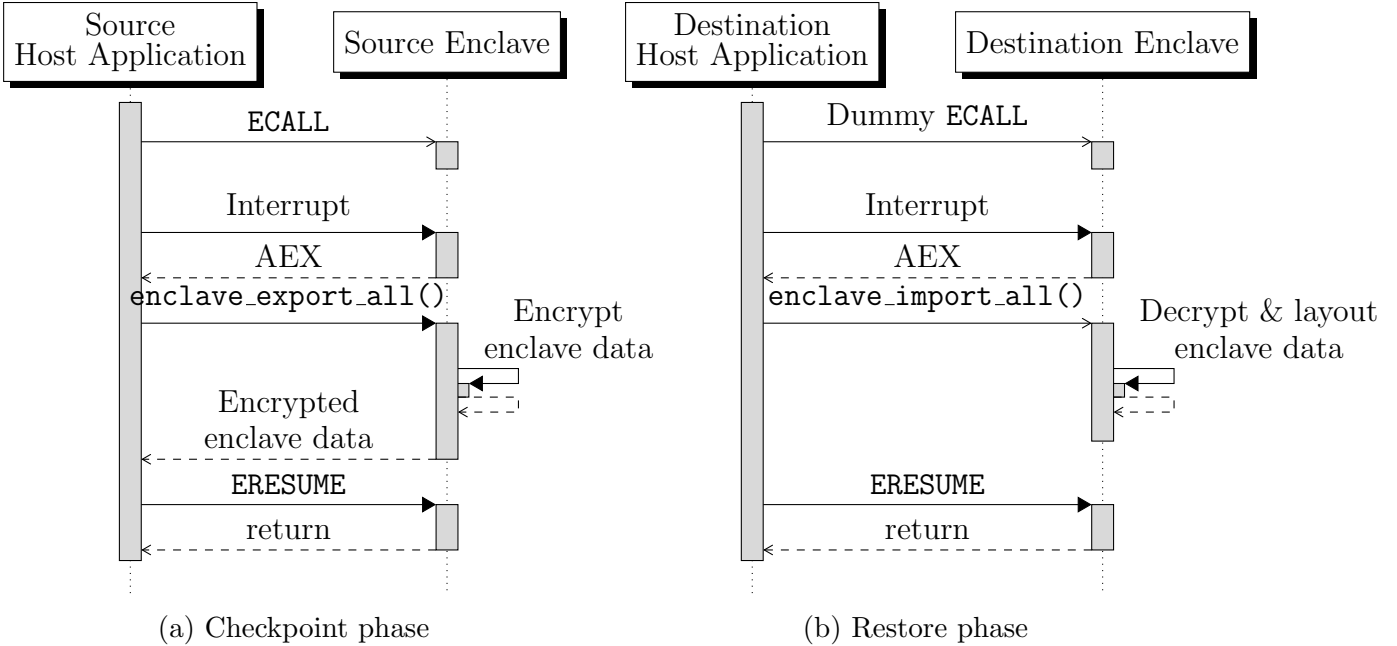 Source
Host Application
Source Enclave
ECALL
Interrupt
AEX
enclave_export_all()
Encrypt
enclave data
Encrypted
enclave data
ERESUME
return
(a) Checkpoint phase
Destination
Host Application
Destination Enclave
Dummy ECALL
Interrupt
AEX
enclave_import_all()
Decrypt & layout
enclave data
ERESUME
return
(b) Restore phase